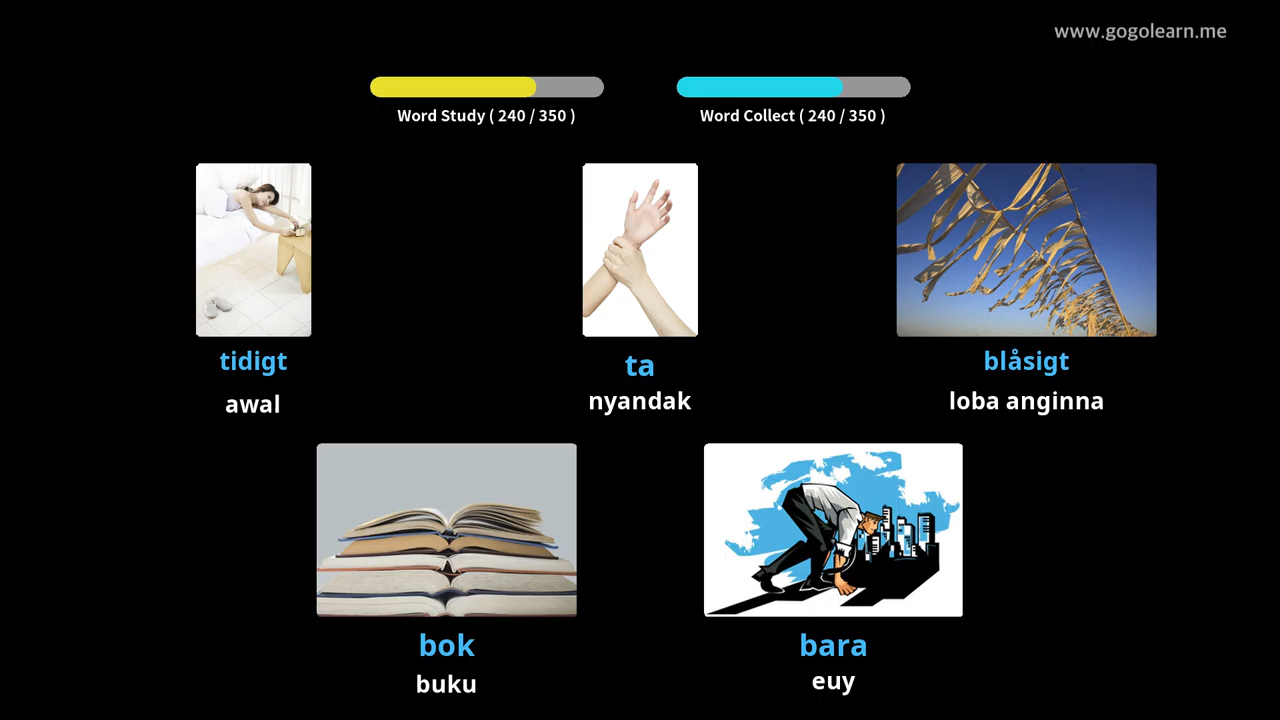 www.gogolearn.me
Word Study ( 240 / 350 )
Word Collect ( 240 / 350 )
tidigt
awal
ta
nyandak
blåsigt
loba anginna
bok
buku
bara
euy